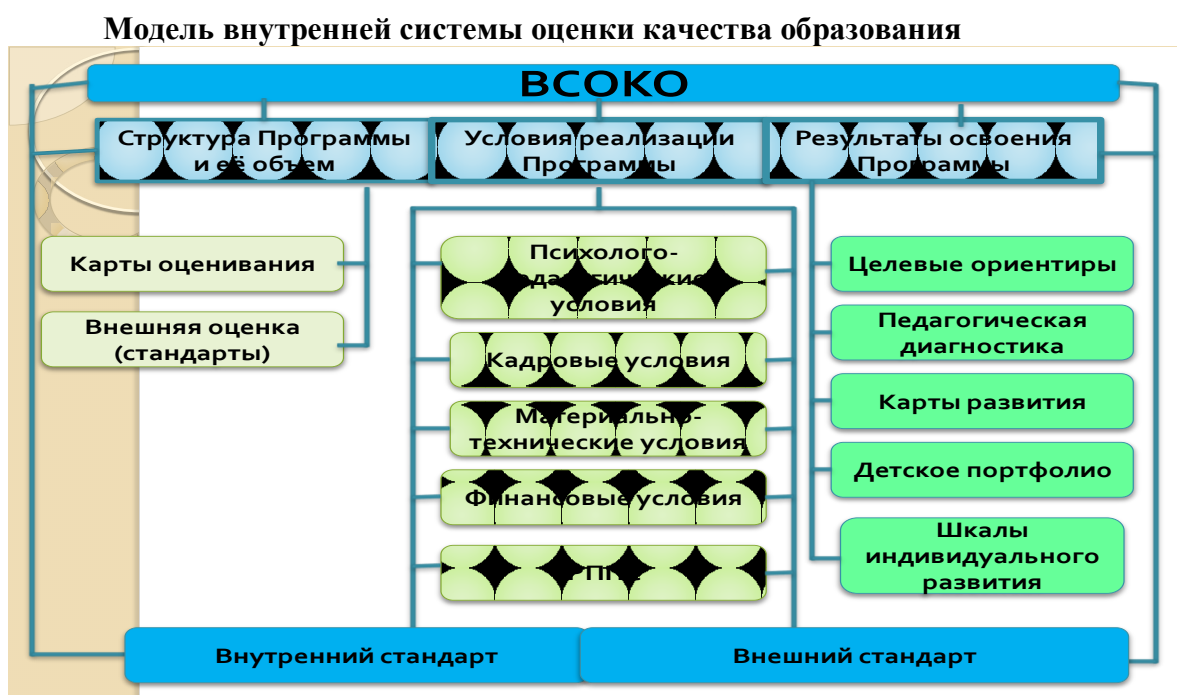 Модель внутренней системы оценки качества образования
ВСОКО
Структура Программы
и её объем
Условия реализации
Программы
Результаты освоения
Программы
Карты оценивания
Внешняя оценка
(стандарты)
Психолого-
педагогические
условия
Кадровые условия
Материально-
технические условия
Финансовые условия
Целевые ориентиры
Педагогическая
диагностика
Карты развития
Детское портфолио
Шкалы
индивидуального
развития
Внутренний стандарт
Внешний стандарт